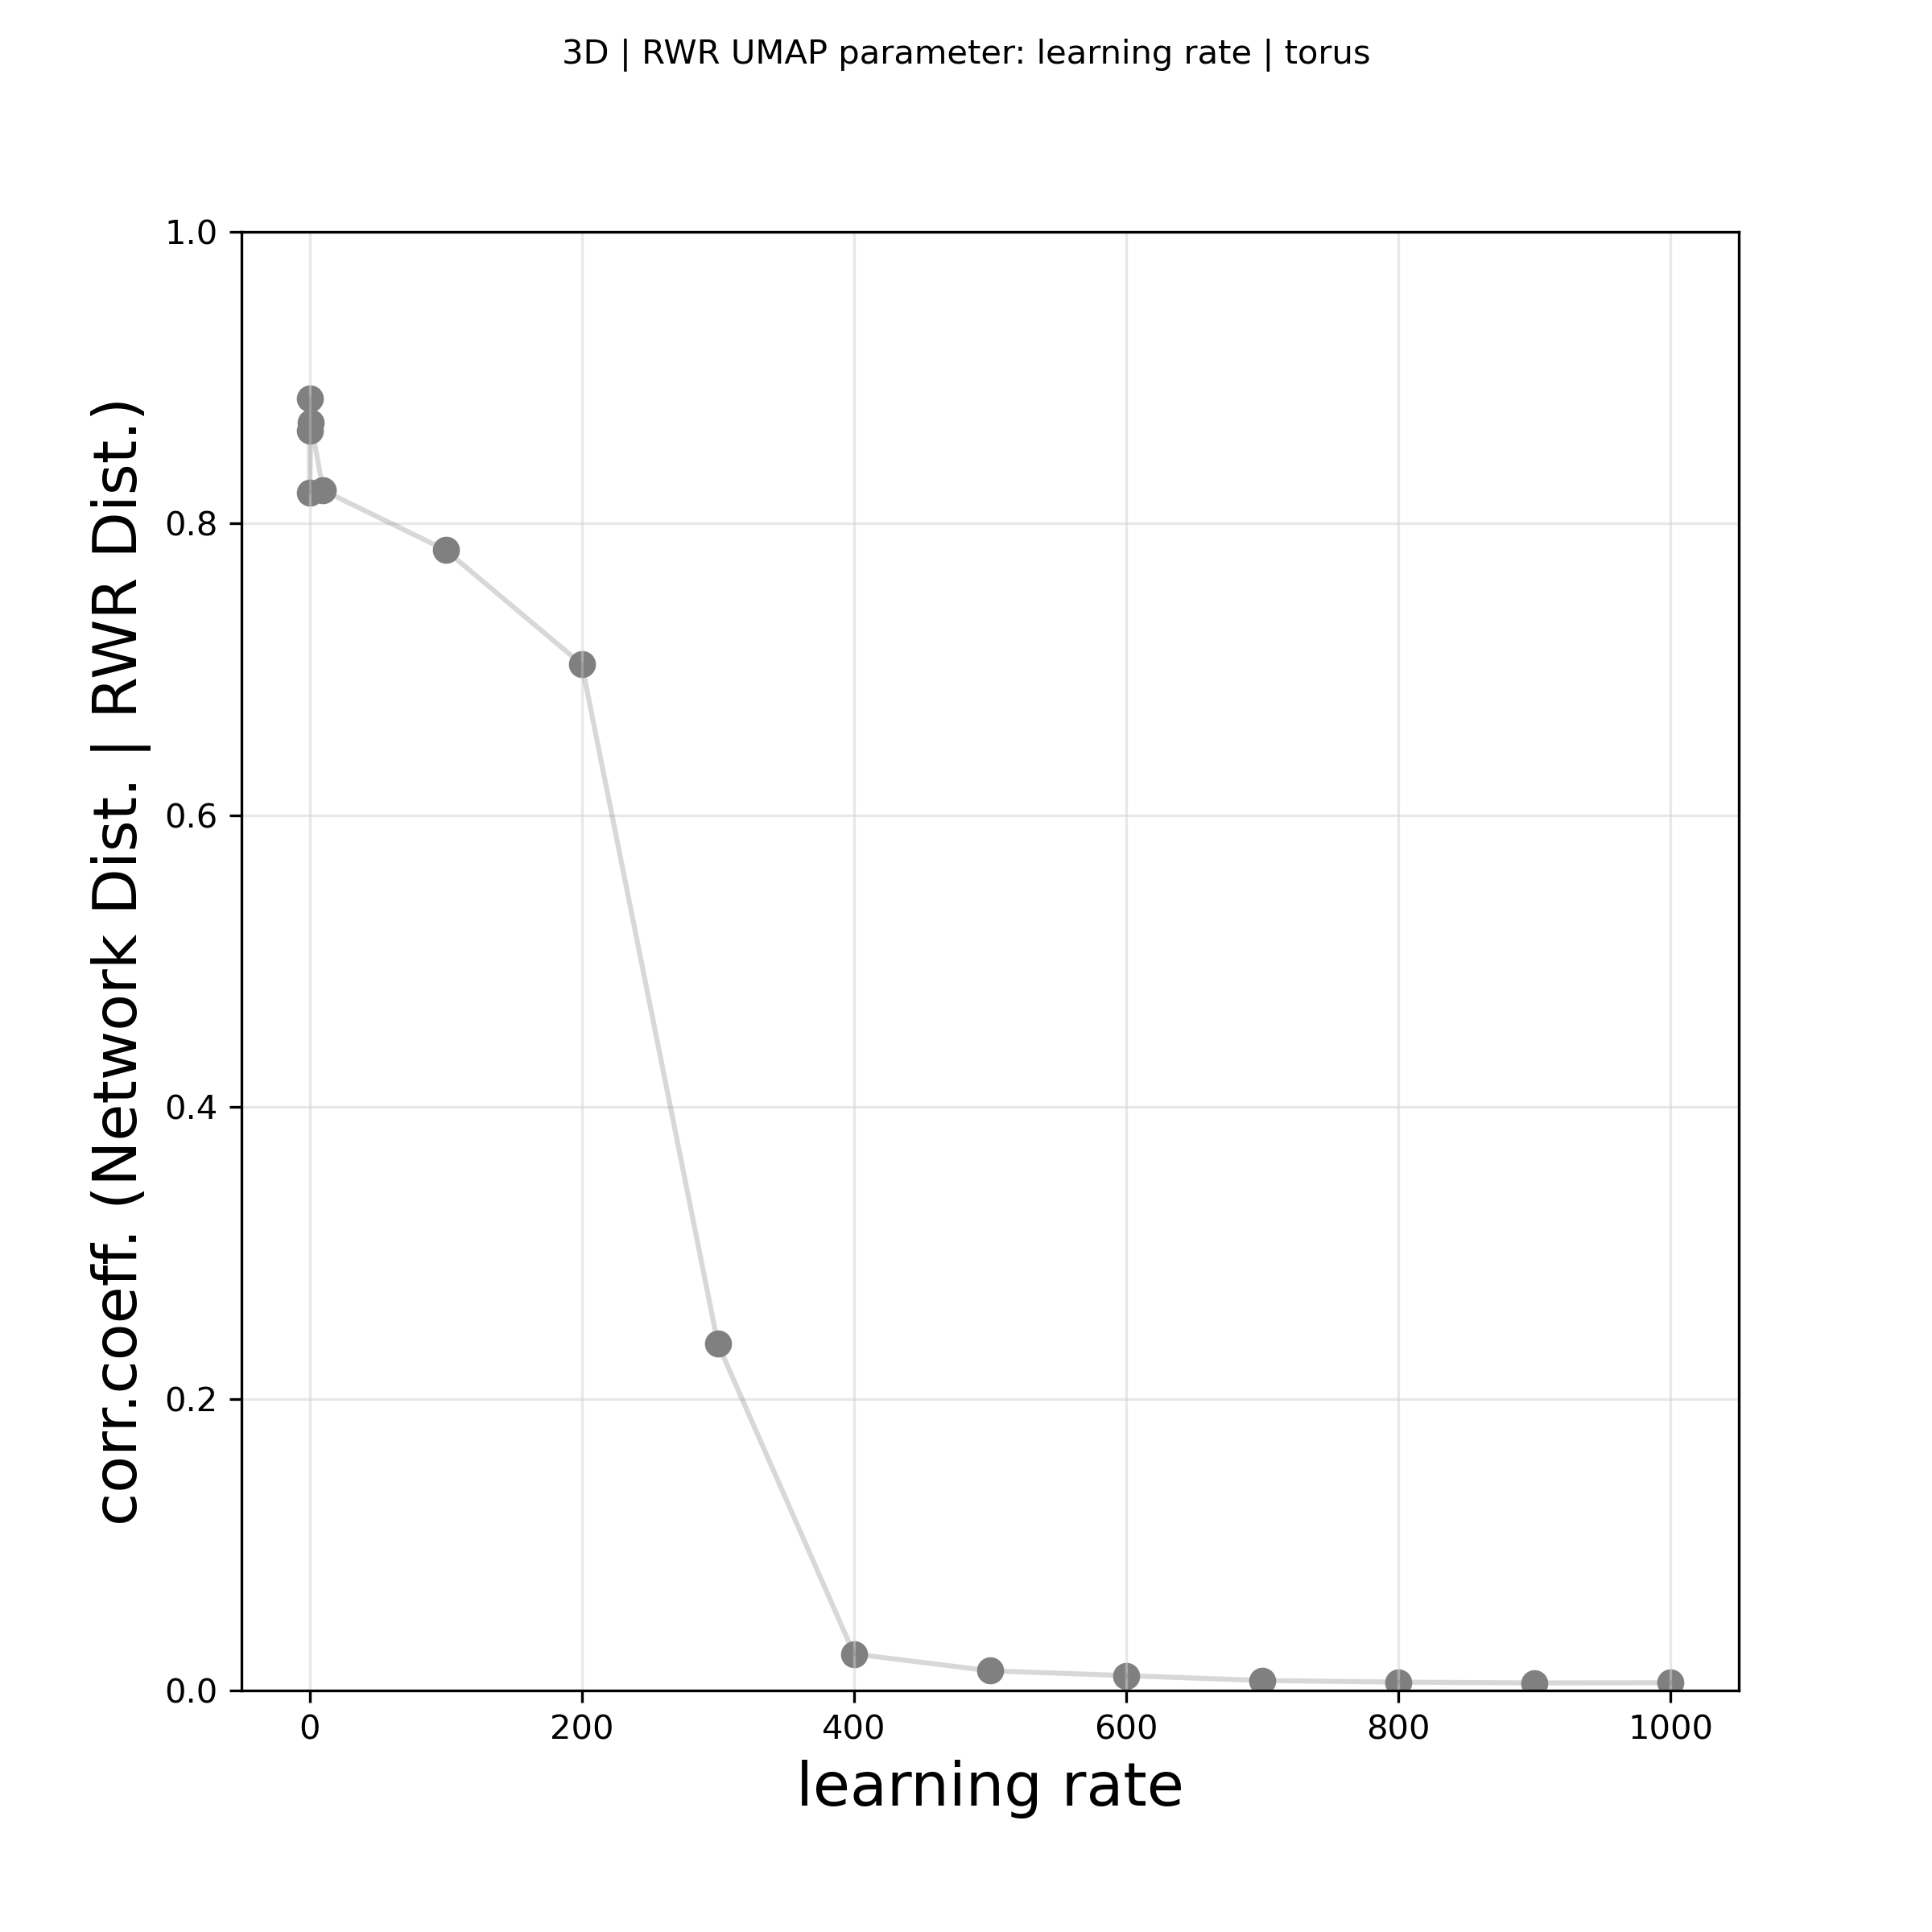 3D | RWR UMAP parameter: learning rate | torus
corr.coeff. (Network Dist. | RWR Dist.)
1.0
0.8
0.6
0.4
0.2
0.0
0 200 400 600 800 1000
learning rate